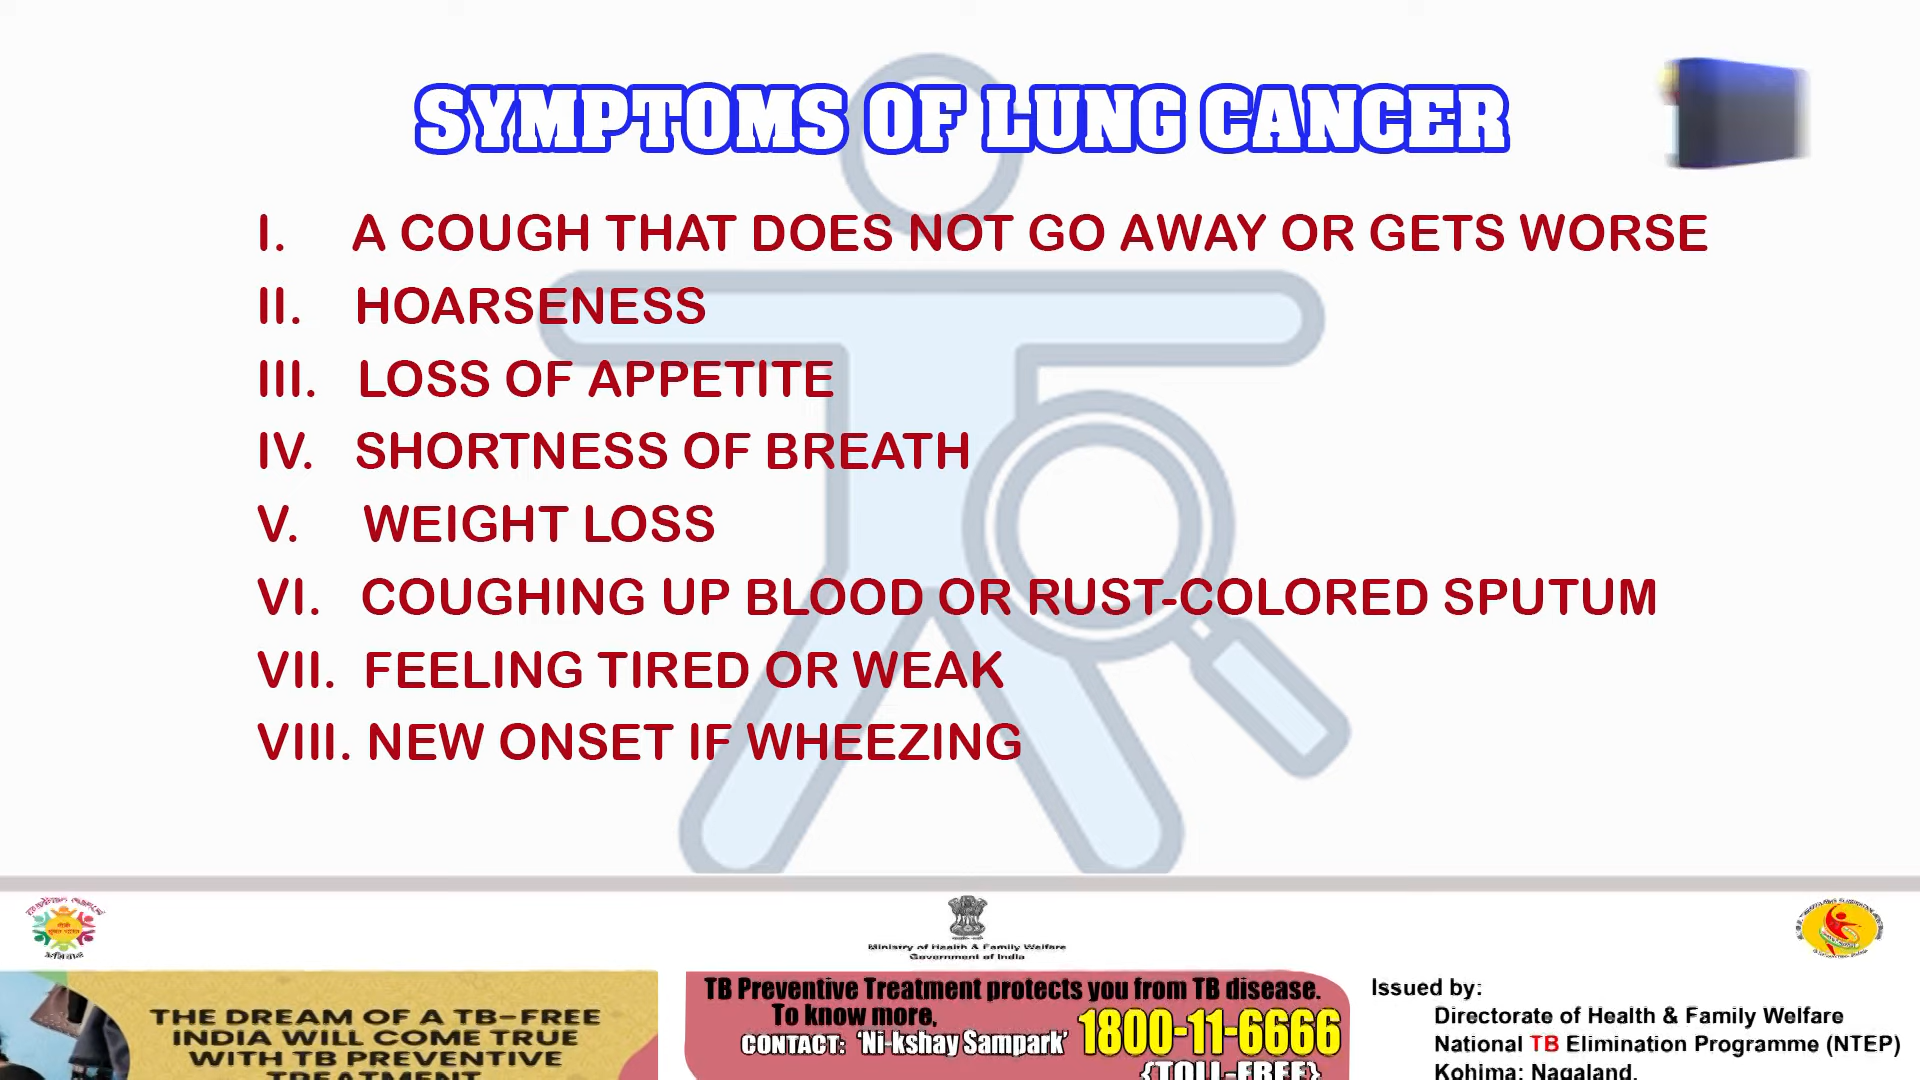 SYMPTOMS OF LUNG CANCER
I. A COUGH THAT DOES NOT GO AWAY OR GETS WORSE
II. HOARSENESS
III. LOSS OF APPETITE
IV. SHORTNESS OF BREATH
V. WEIGHT LOSS
VI. COUGHING UP BLOOD OR RUST-COLORED SPUTUM
VII. FEELING TIRED OR WEAK
VIII. NEW ONSET IF WHEEZING
Ministry of Health & Family Welfare
Government of India
THE DREAM OF A TB-FREE
INDIA WILL COME TRUE
WITH TB PREVENTIVE
TREATMENT
TB Preventive Treatment protects you from TB disease.
To know more,
CONTACT: 'Ni-kshay Sampark' 1800-11-6666
{TOLL-FREE}
Issued by:
Directorate of Health & Family Welfare
National TB Elimination Programme (NTEP)
Kohima: Nagaland.